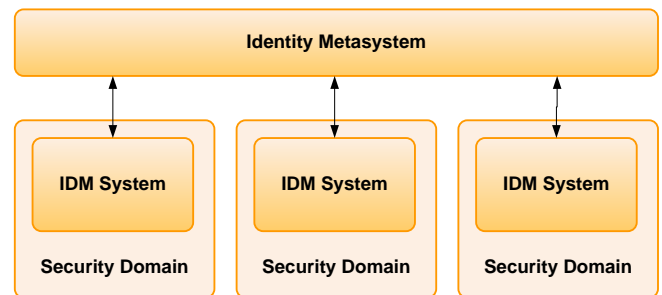 Identity Metasystem
IDM System
IDM System
IDM System
Security Domain
Security Domain
Security Domain